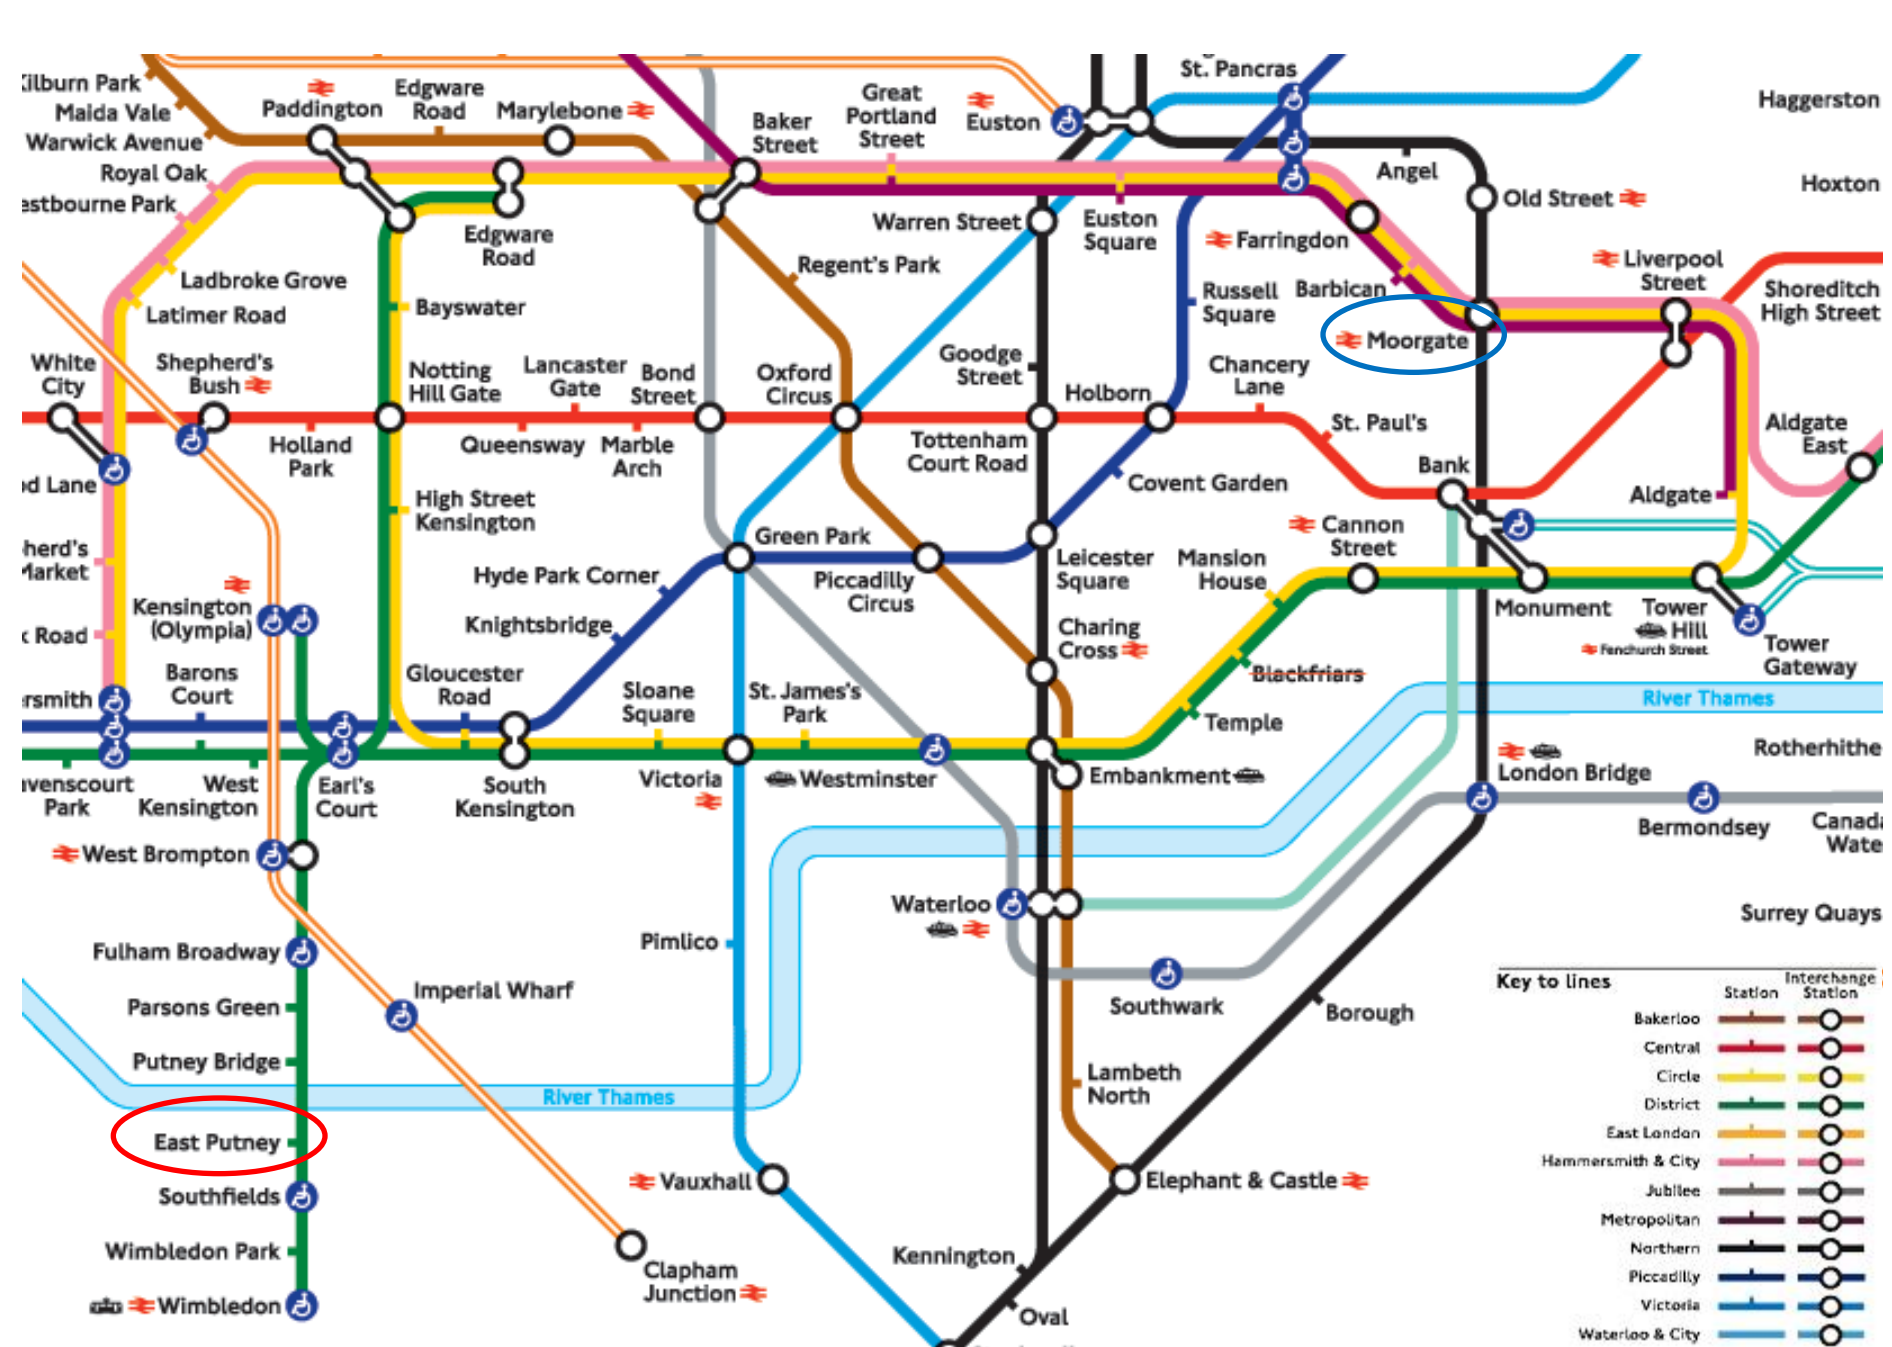 St. Pancras
Kilburn Park
Maida Vale
Warwick Avenue
Royal Oak
estbourne Park
Paddington
Edgware
Road
Marylebone
Baker
Street
Great
Portland
Street
Euston
Angel
Haggerston
Hoxton
Old Street
Edgware
Road
Warren Street
Euston
Square
Farringdon
Barbican
Liverpool
Street
Shoreditch
High Street
Regent's Park
Ladbroke Grove
Latimer Road
Bayswater
Russell
Square
Moorgate
White
City
Shepherd's
Bush
Notting
Hill Gate
Lancaster
Gate
Bond
Street
Oxford
Circus
Goodge
Street
Holborn
Chancery
Lane
Holland
Park
Queensway
Marble
Arch
Tottenham
Court Road
St. Paul's
Aldgate
East
Bank
d Lane
High Street
Kensington
Covent Garden
Aldgate
Cannon
Street
Green Park
Hyde Park Corner
Piccadilly
Circus
Leicester
Square
Mansion
House
herd's
Market
Kensington
(Olympia)
Knightsbridge
Charing
Cross
Monument
Tower
Hill
Fenchurch Street
Tower
Gateway
k Road
Blackfriars
Barons
Court
Gloucester
Road
Sloane
Square
St. James's
Park
Temple
River Thames
ersmith
Rotherhithe
venscourt
Park
West
Kensington
Earl's
Court
South
Kensington
Victoria
Westminster
Embankment
London Bridge
Bermondsey
Canada
Wate
West Brompton
Waterloo
Surrey Quays
Pimlico
Fulham Broadway
Imperial Wharf
Southwark
Borough
Parsons Green
Putney Bridge
River Thames
Lambeth
North
East Putney
Southfields
Vauxhall
Elephant & Castle
Wimbledon Park
Kennington
Clapham
Junction
Wimbledon
Oval
Key to lines
Station
Interchange
Station
Bakerloo
Central
Circle
District
East London
Hammersmith & City
Jubilee
Metropolitan
Northern
Piccadilly
Victoria
Waterloo & City